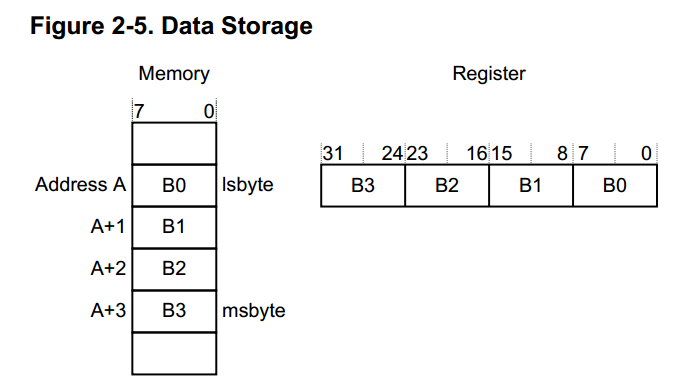 Figure 2-5. Data Storage
Memory
Register
7 0
31 24 23 16 15 8 7 0
Address A B0 lsbyte
B3 B2 B1 B0
A+1 B1
A+2 B2
A+3 B3 msbyte